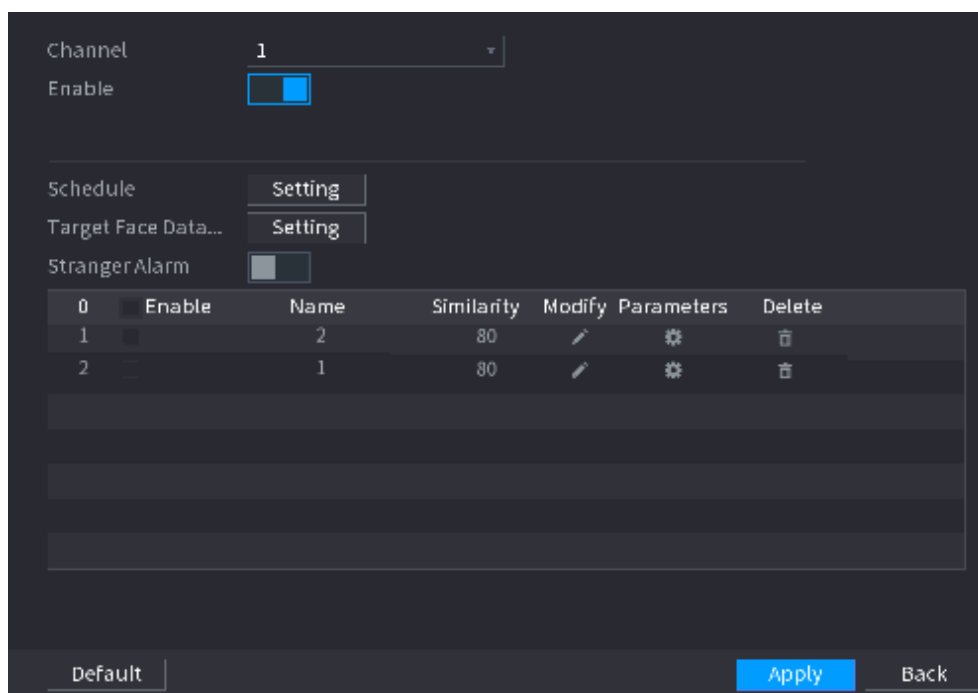 Channel 1
Enable
Schedule Setting
Target Face Data... Setting
Stranger Alarm
0 Enable Name Similarity Modify Parameters Delete
1 2 80
2 1 80
Default Apply Back